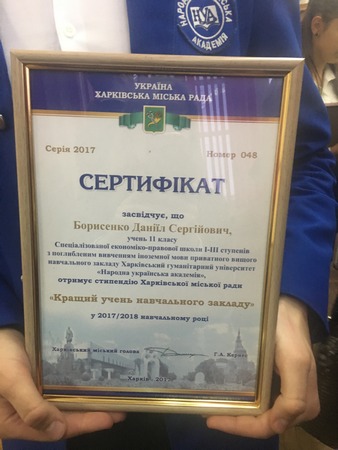 НАРОДНА
АКАДЕМІЯ
УКРАЇНА
ХАРКІВСЬКА МІСЬКА РАДА
Серія 2017
Номер 048
СЕРТИФІКАТ
засвідчує, що
Борисенко Даніїл Сергійович,
учень 11 класу
Спеціалізованої економіко-правової школи І-ІІІ ступенів
з поглибленим вивченням іноземної мови приватного вищого
навчального закладу Харківський гуманітарний університет
«Народна українська академія»,
отримує стипендію Харківської міської ради
«Кращий учень навчального закладу»
у 2017/2018 навчальному році
Харківський міський голова
Г.А. Кернес
Харків